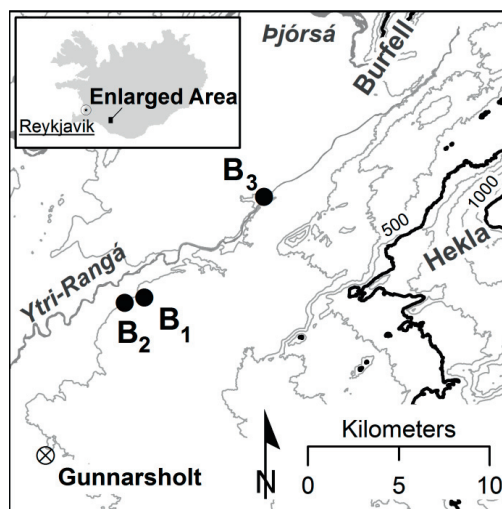 Þjórsá
Burfell
Enlarged Area
Reykjavik
B3
500
1000
Hekla
Ytri-Rangá
B2
B1
Gunnarsholt
N
Kilometers
0 5 10